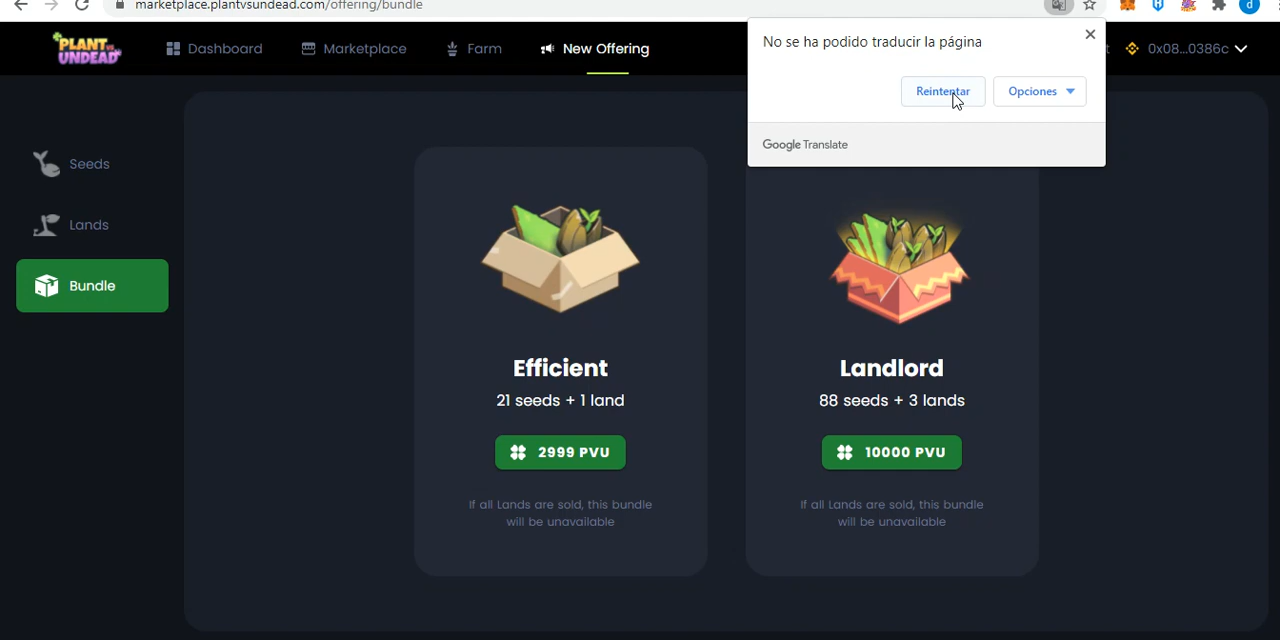 marketplace.plantvsundead.com/offering/bundle
d
PLANT VS UNDEAD
Dashboard
Marketplace
Farm
New Offering
t
0x08...0386c
No se ha podido traducir la página
Reintentar
Opciones
Google Translate
Seeds
Lands
Bundle
Efficient
21 seeds + 1 land
2999 PVU
If all Lands are sold, this bundle
will be unavailable
Landlord
88 seeds + 3 lands
10000 PVU
If all Lands are sold, this bundle
will be unavailable